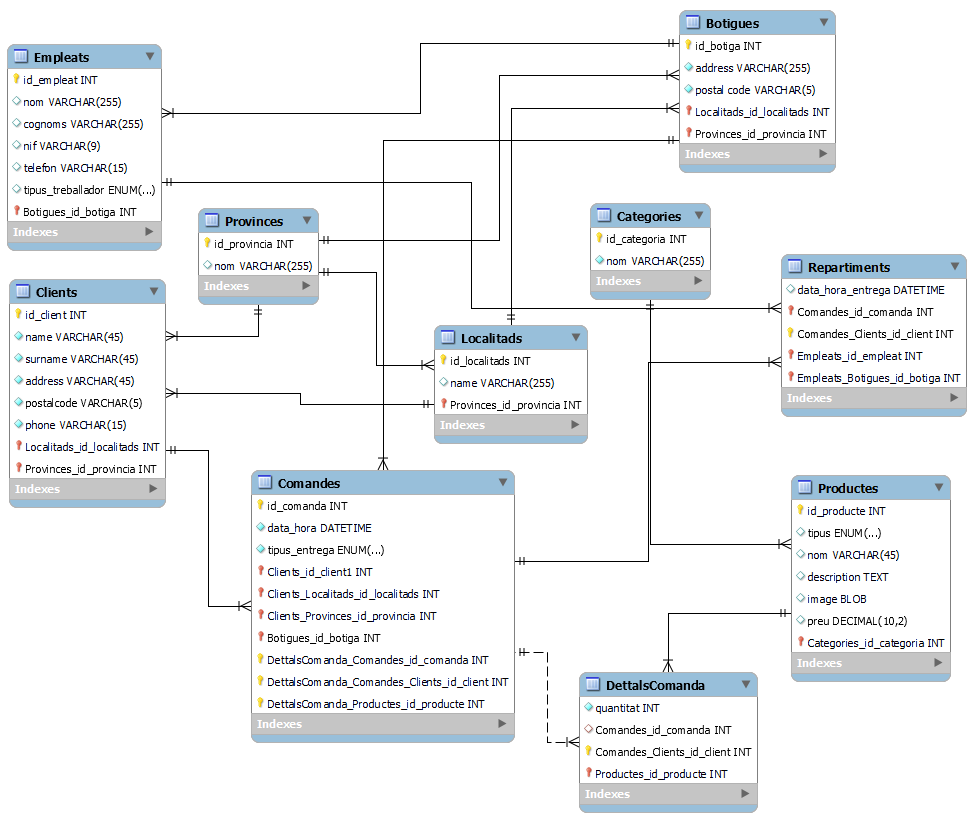 Empleats
id_empleat INT
nom VARCHAR(255)
cognoms VARCHAR(255)
nif VARCHAR(9)
telefon VARCHAR(15)
tipus_treballador ENUM(...)
Botigues_id_botiga INT
Indexes
Botigues
id_botiga INT
address VARCHAR(255)
postal code VARCHAR(5)
Localitads_id_localitads INT
Provinces_id_provincia INT
Indexes
Provinces
id_provincia INT
nom VARCHAR(255)
Indexes
Categories
id_categoria INT
nom VARCHAR(255)
Indexes
Repartiments
data_hora_entrega DATETIME
Comandes_id_comanda INT
Comandes_Clients_id_client INT
Empleats_id_empleat INT
Empleats_Botigues_id_botiga INT
Indexes
Clients
id_client INT
name VARCHAR(45)
surname VARCHAR(45)
address VARCHAR(45)
postalcode VARCHAR(5)
phone VARCHAR(15)
Localitads_id_localitads INT
Provinces_id_provincia INT
Indexes
Localitads
id_localitads INT
name VARCHAR(255)
Provinces_id_provincia INT
Indexes
Comandes
id_comanda INT
data_hora DATETIME
tipus_entrega ENUM(...)
Clients_id_client1 INT
Clients_Localitads_id_localitads INT
Clients_Provinces_id_provincia INT
Botigues_id_botiga INT
DettalsComanda_Comandes_id_comanda INT
DettalsComanda_Comandes_Clients_id_client INT
DettalsComanda_Productes_id_producte INT
Indexes
Productes
id_producte INT
tipus ENUM(...)
nom VARCHAR(45)
description TEXT
image BLOB
preu DECIMAL(10,2)
Categories_id_categoria INT
Indexes
DettalsComanda
quantitat INT
Comandes_id_comanda INT
Comandes_Clients_id_client INT
Productes_id_producte INT
Indexes